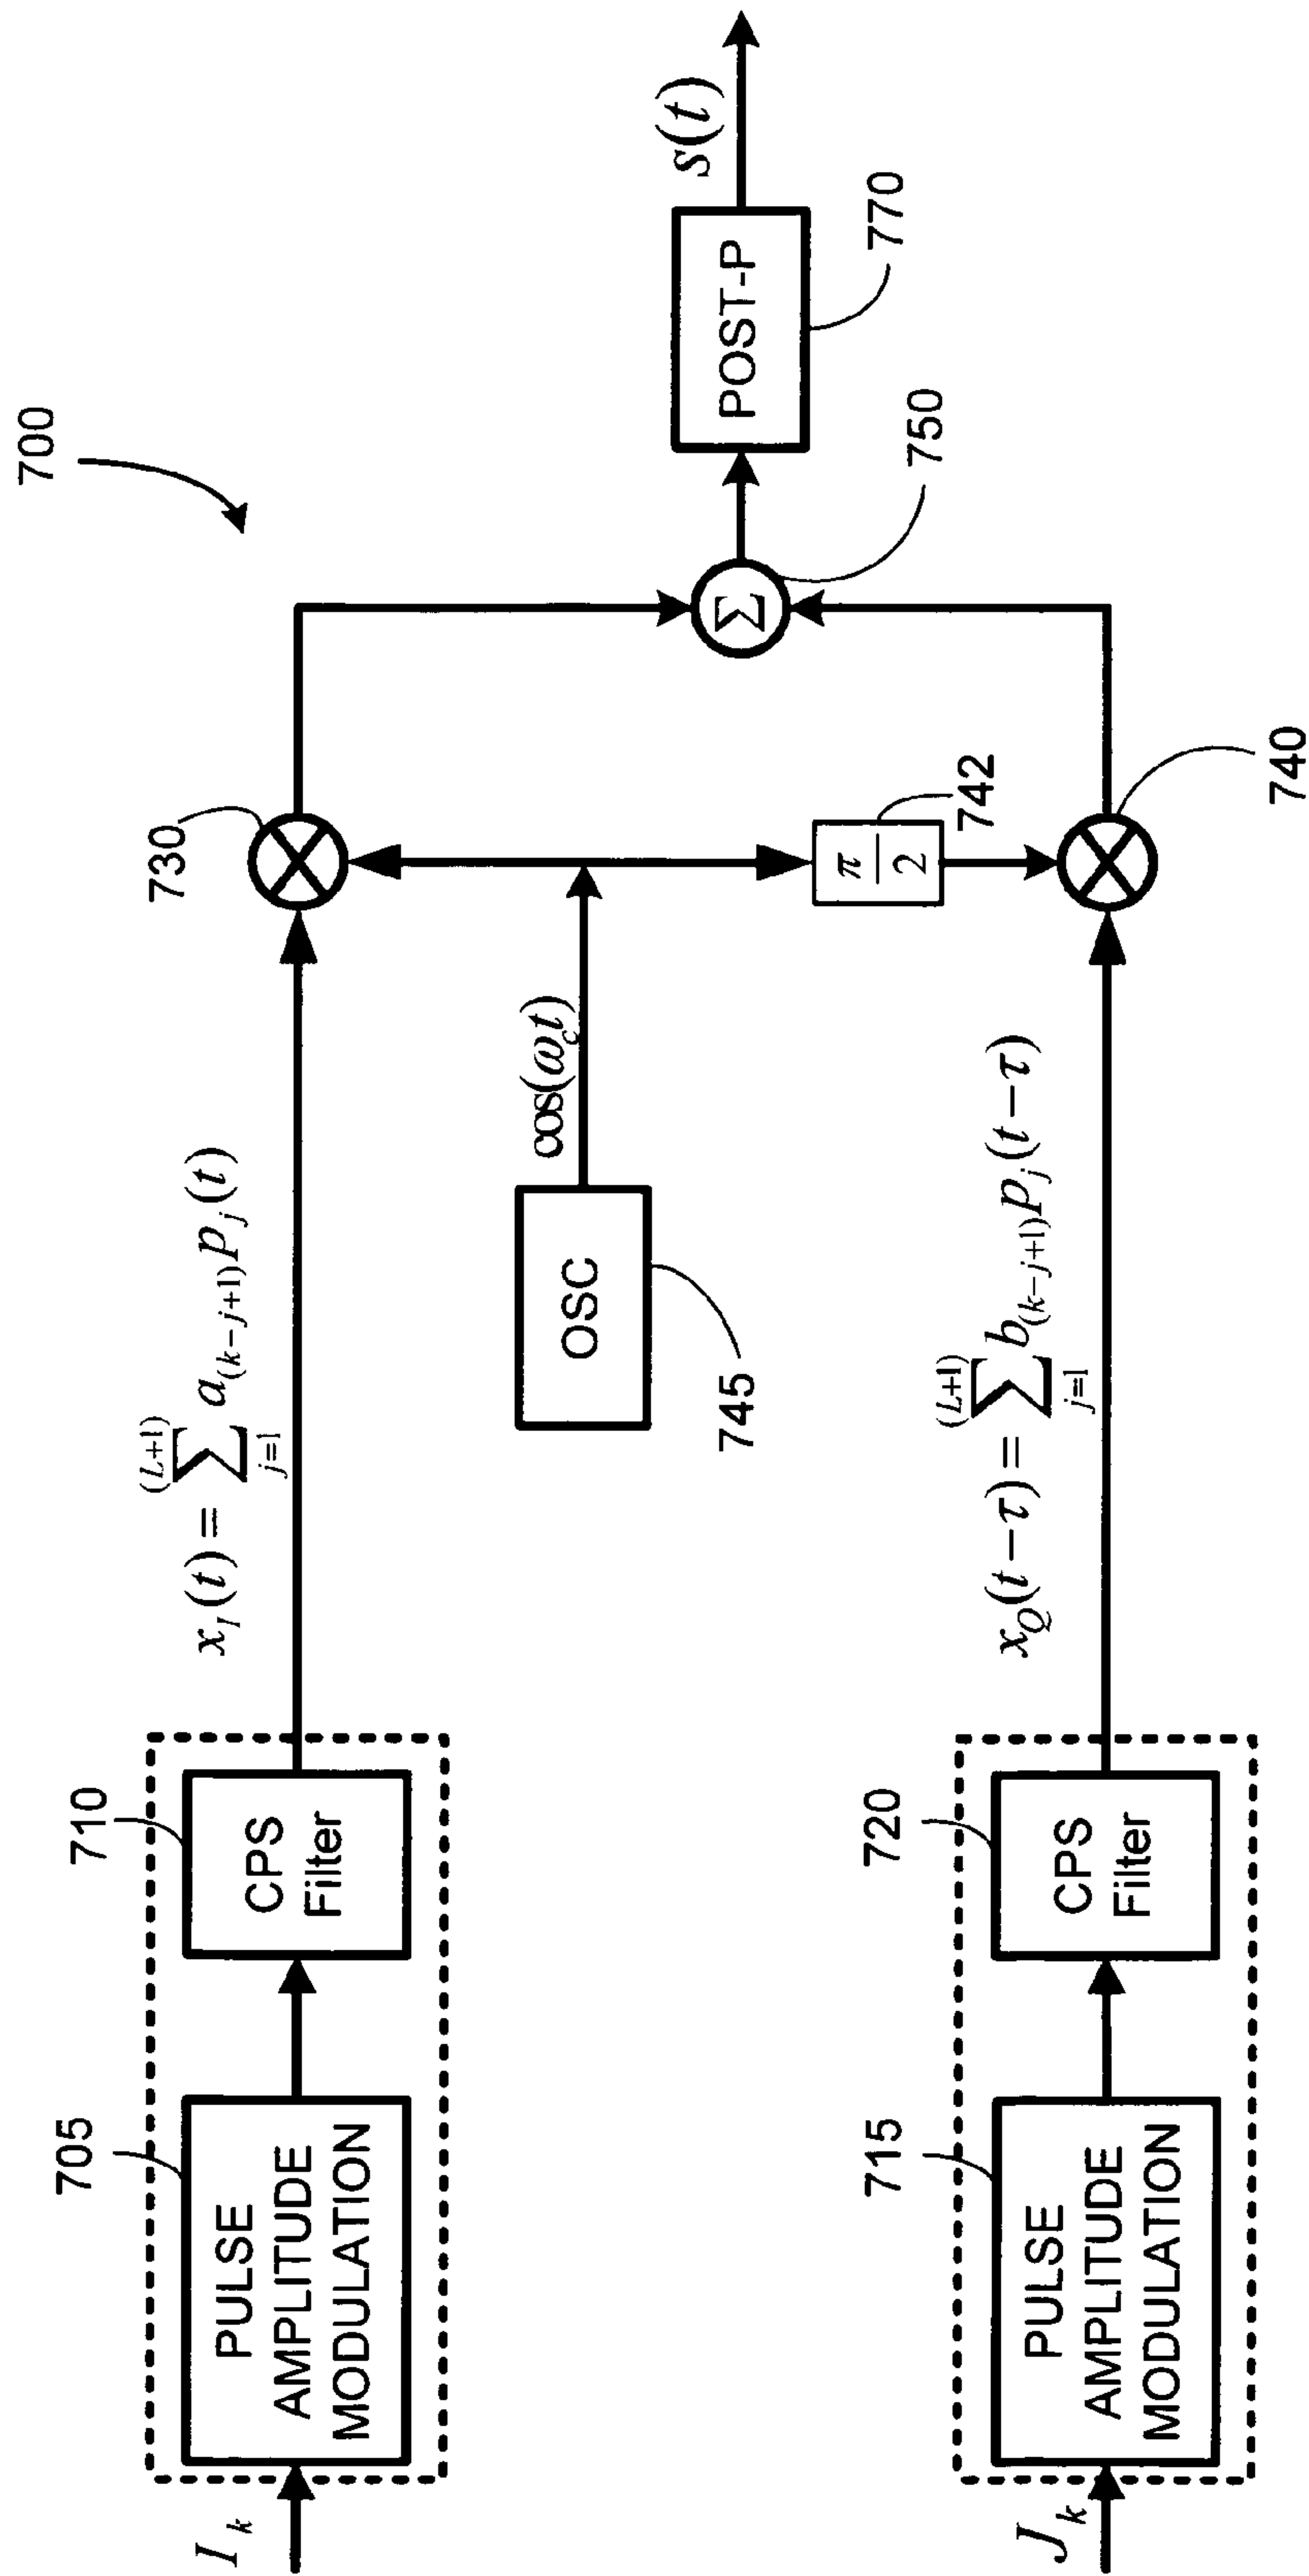 700
I_k
705
PULSE
AMPLITUDE
MODULATION
710
CPS
Filter
x_I(t) = \sum_{j=1}^{(L+1)} a_{(k-j+1)} p_j(t)
730
OSC
745
cos(ω_c t)
π/2
742
Σ
750
POST-P
770
s(t)
J_k
715
PULSE
AMPLITUDE
MODULATION
720
CPS
Filter
x_Q(t-τ) = \sum_{j=1}^{(L+1)} b_{(k-j+1)} p_j(t-τ)
740